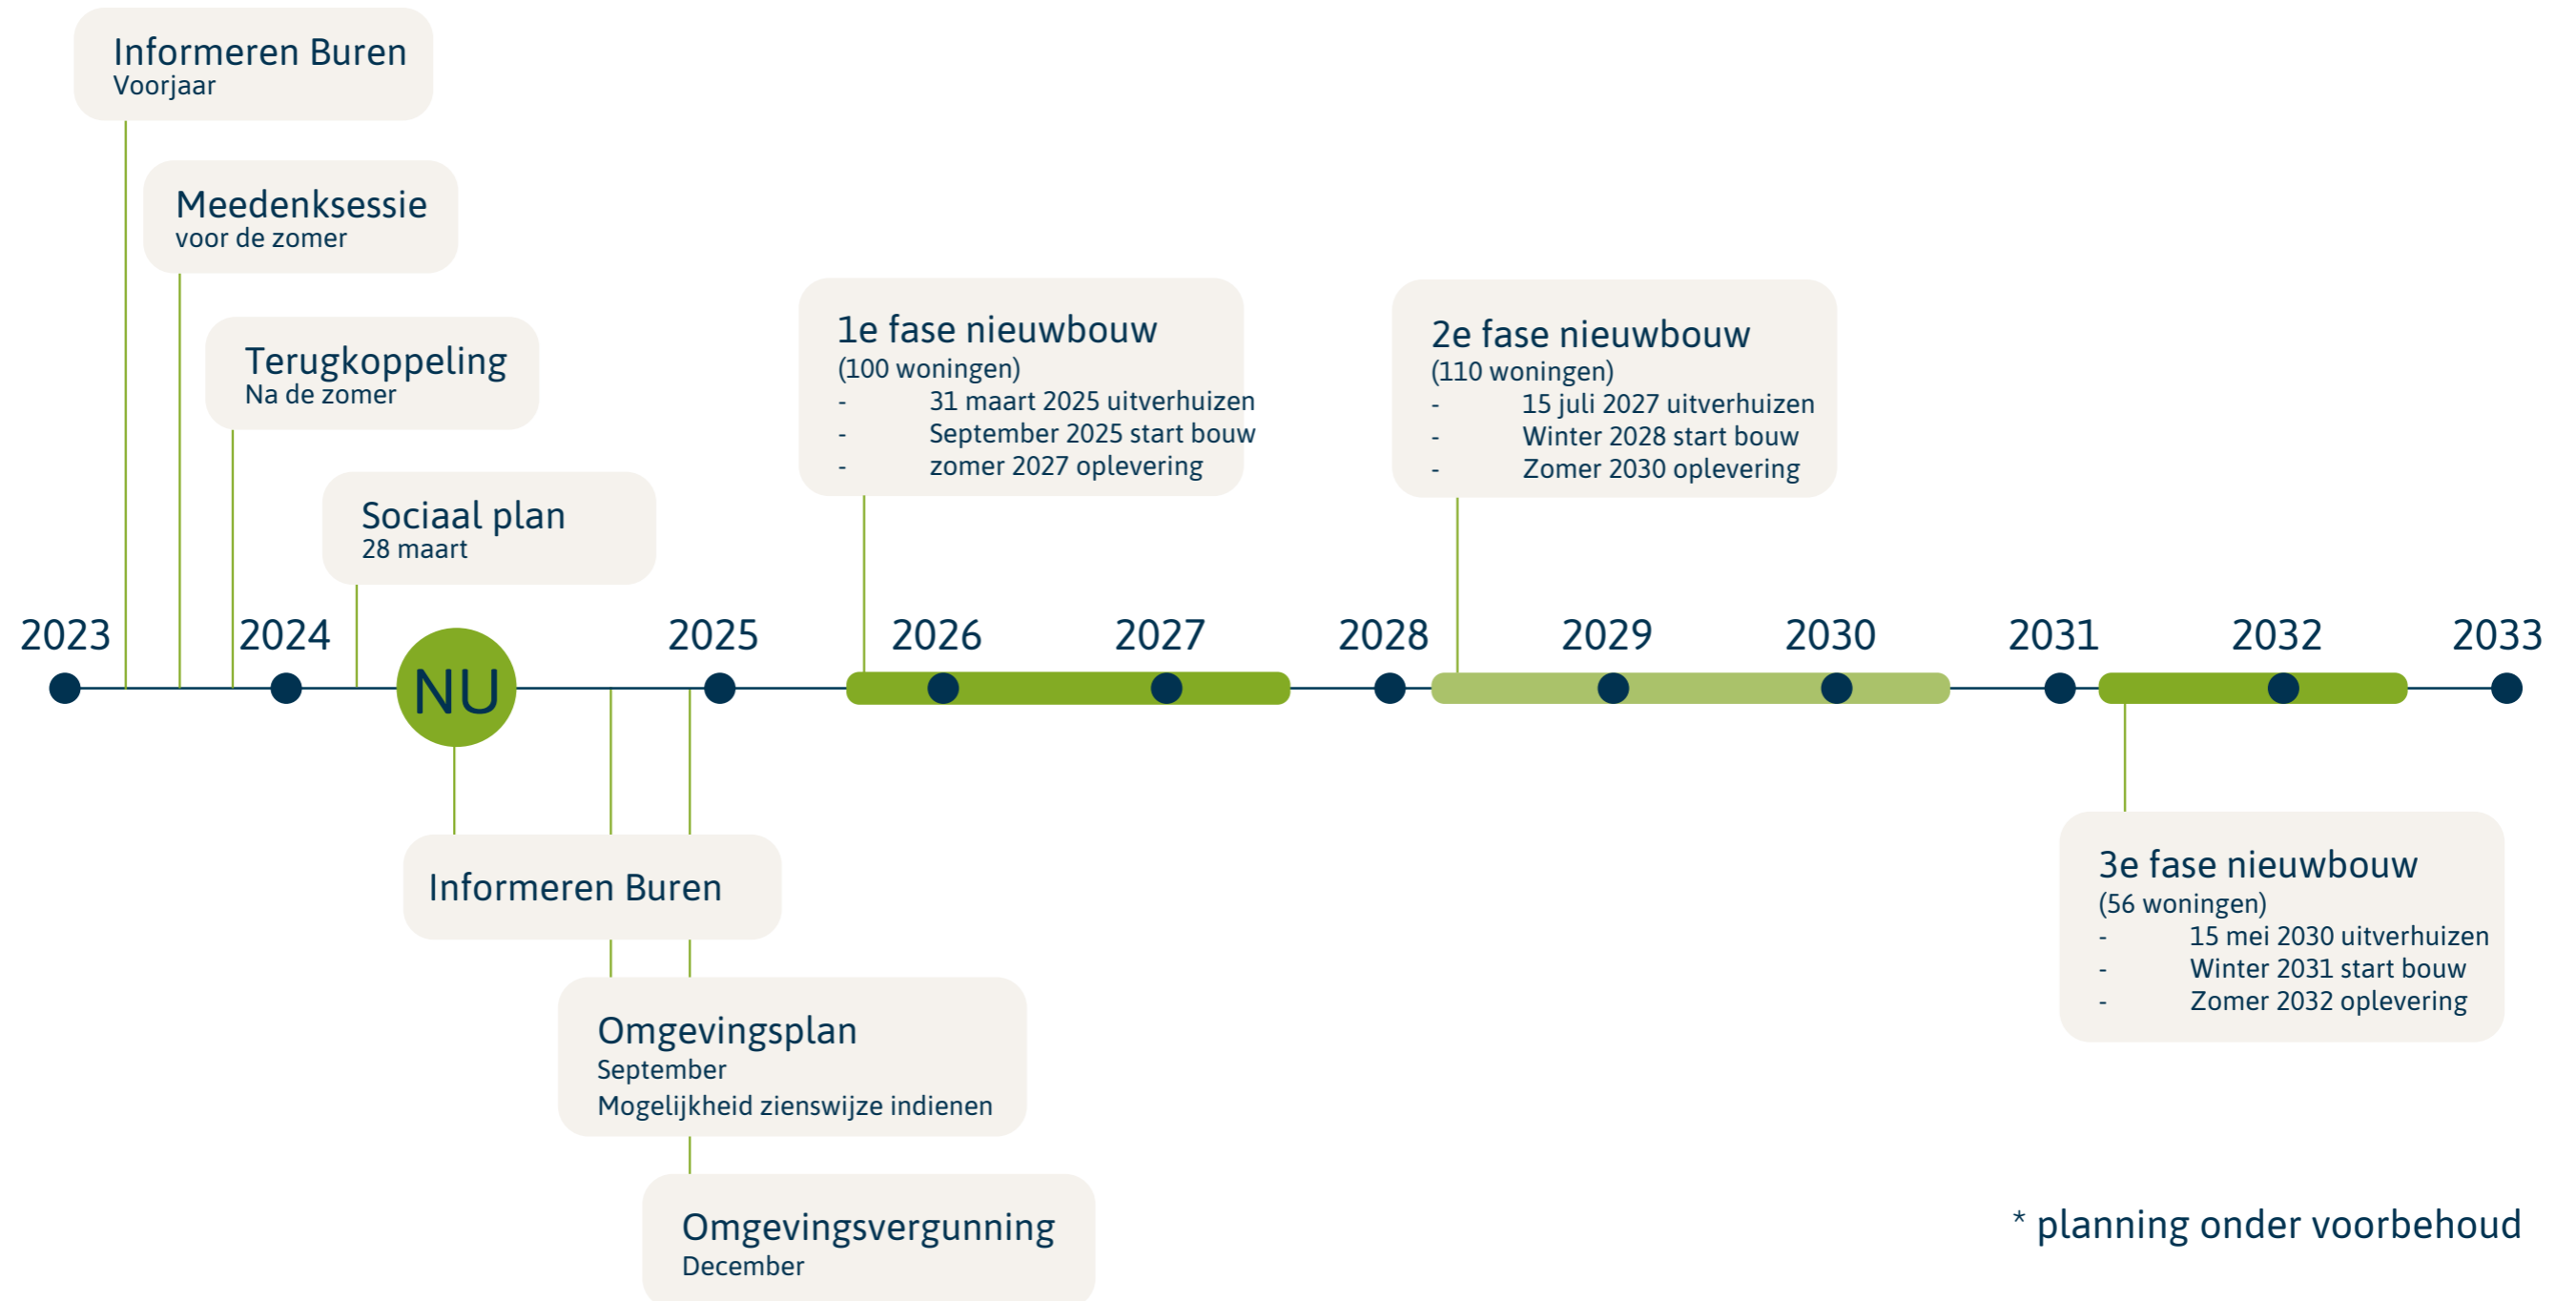 Informeren Buren
Voorjaar
Meedenksessie
voor de zomer
Terugkoppeling
Na de zomer
Sociaal plan
28 maart
1e fase nieuwbouw
(100 woningen)
- 31 maart 2025 uitverhuizen
- September 2025 start bouw
- zomer 2027 oplevering
2e fase nieuwbouw
(110 woningen)
- 15 juli 2027 uitverhuizen
- Winter 2028 start bouw
- Zomer 2030 oplevering
2023 2024 2025 2026 2027 2028 2029 2030 2031 2032 2033
NU
Informeren Buren
Omgevingsplan
September
Mogelijkheid zienswijze indienen
Omgevingsvergunning
December
3e fase nieuwbouw
(56 woningen)
- 15 mei 2030 uitverhuizen
- Winter 2031 start bouw
- Zomer 2032 oplevering
* planning onder voorbehoud